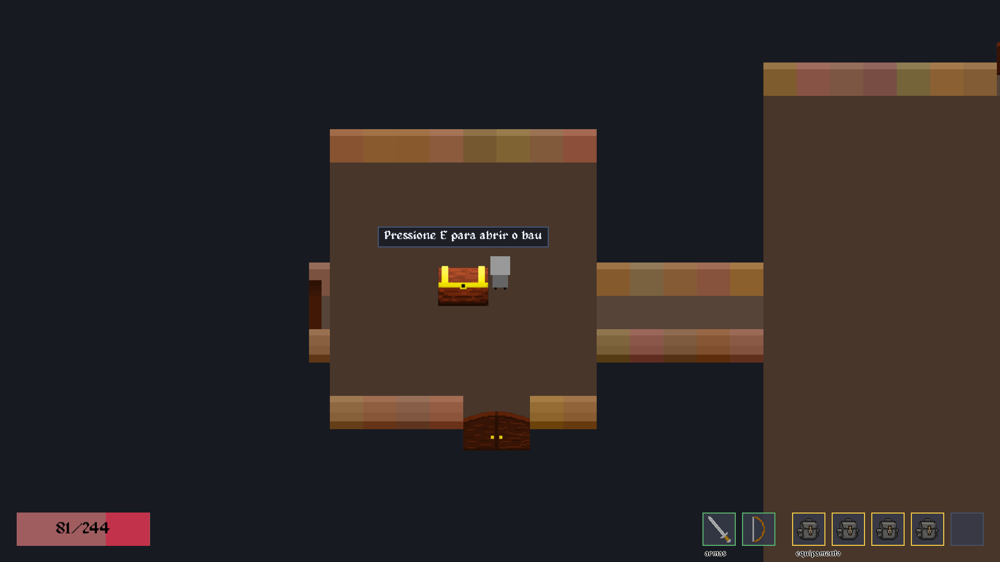 Pressione E para abrir o bau
81/244
armas
equipamento